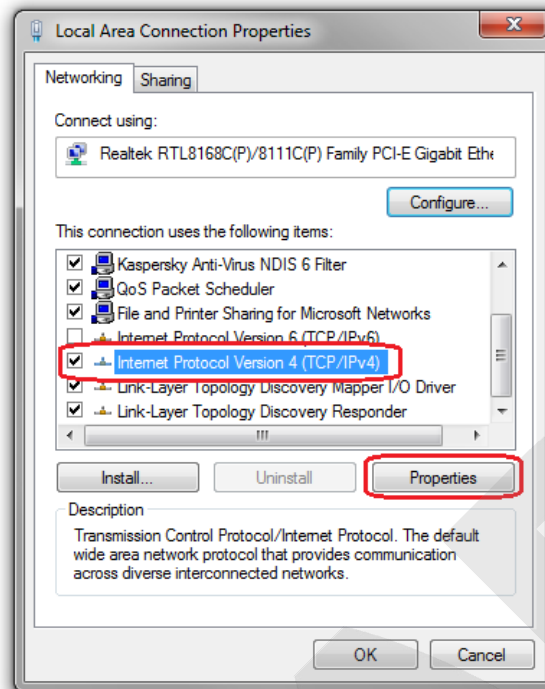 Local Area Connection Properties
Networking
Sharing
Connect using:
Realtek RTL8168C(P)/8111C(P) Family PCI-E Gigabit Ethe
Configure...
This connection uses the following items:
Kaspersky Anti-Virus NDIS 6 Filter
QoS Packet Scheduler
File and Printer Sharing for Microsoft Networks
Internet Protocol Version 6 (TCP/IPv6)
Internet Protocol Version 4 (TCP/IPv4)
Link-Layer Topology Discovery Mapper I/O Driver
Link-Layer Topology Discovery Responder
Install...
Uninstall
Properties
Description
Transmission Control Protocol/Internet Protocol. The default
wide area network protocol that provides communication
across diverse interconnected networks.
OK
Cancel